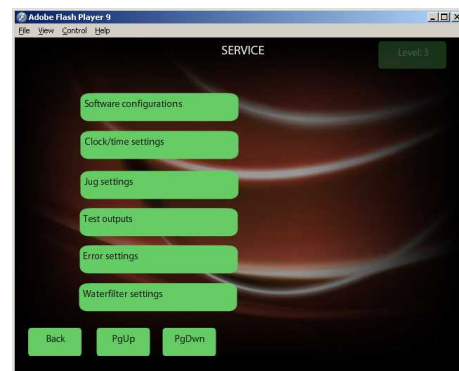 Adobe Flash Player 9
File View Control Help
SERVICE
Level: 3
Software configurations
Clock/time settings
Jug settings
Test outputs
Error settings
Waterfilter settings
Back PgUp PgDwn